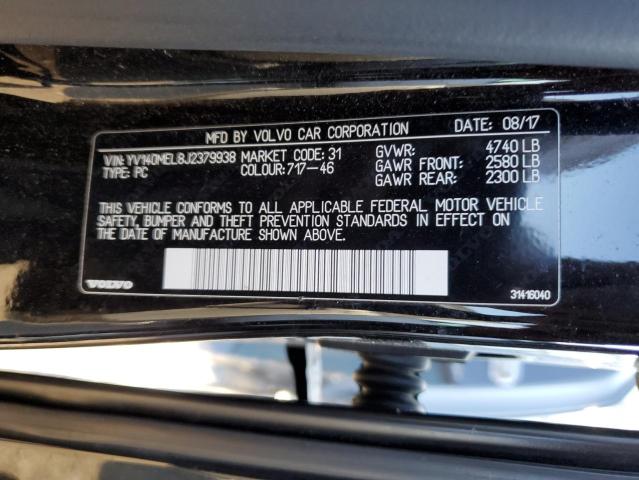 MFD BY VOLVO CAR CORPORATION DATE: 08/17
VIN: YV140MEL8J2379938 MARKET CODE: 31 GVWR: 4740 LB
TYPE: PC COLOUR: 717-46 GAWR FRONT: 2580 LB
GAWR REAR: 2300 LB
THIS VEHICLE CONFORMS TO ALL APPLICABLE FEDERAL MOTOR VEHICLE
SAFETY, BUMPER AND THEFT PREVENTION STANDARDS IN EFFECT ON
THE DATE OF MANUFACTURE SHOWN ABOVE.
VOLVO 31416040